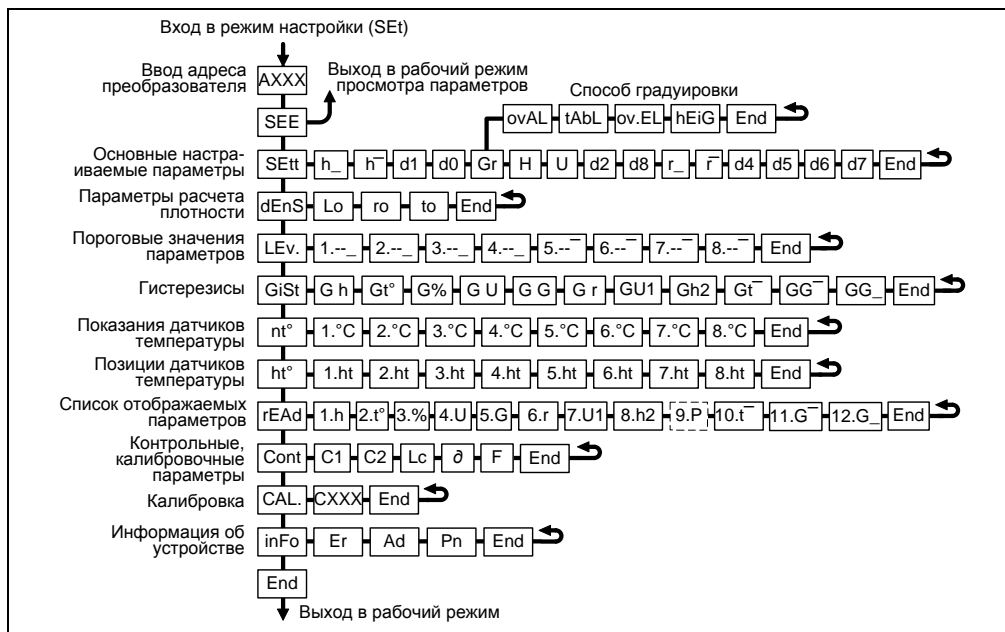 Вход в режим настройки (SEt)
Ввод адреса
преобразователя
AXXX
Выход в рабочий режим
просмотра параметров
SEE
Способ градуировки
ovAL tAbL ov.EL hEiG End
Основные настра-
иваемые параметры
SEtt h_ h¯ d1 d0 Gr H U d2 d8 r_ r¯ d4 d5 d6 d7 End
Параметры расчета
плотности
dEnS Lo ro to End
Пороговые значения
параметров
LEv. 1.--_ 2.--_ 3.--_ 4.--_ 5.--¯ 6.--¯ 7.--¯ 8.--¯ End
Гистерезисы
GiSt G h Gt° G% G U G G G r GU1 Gh2 Gt¯ GG¯ GG_ End
Показания датчиков
температуры
nt° 1.°C 2.°C 3.°C 4.°C 5.°C 6.°C 7.°C 8.°C End
Позиции датчиков
температуры
ht° 1.ht 2.ht 3.ht 4.ht 5.ht 6.ht 7.ht 8.ht End
Список отображаемых
параметров
rEAd 1.h 2.t° 3.% 4.U 5.G 6.r 7.U1 8.h2 9.P 10.t¯ 11.G¯ 12.G_ End
Контрольные,
калибровочные
параметры
Cont C1 C2 Lc ∂ F End
Калибровка
CAL. CXXX End
Информация об
устройстве
inFo Er Ad Pn End
End
Выход в рабочий режим